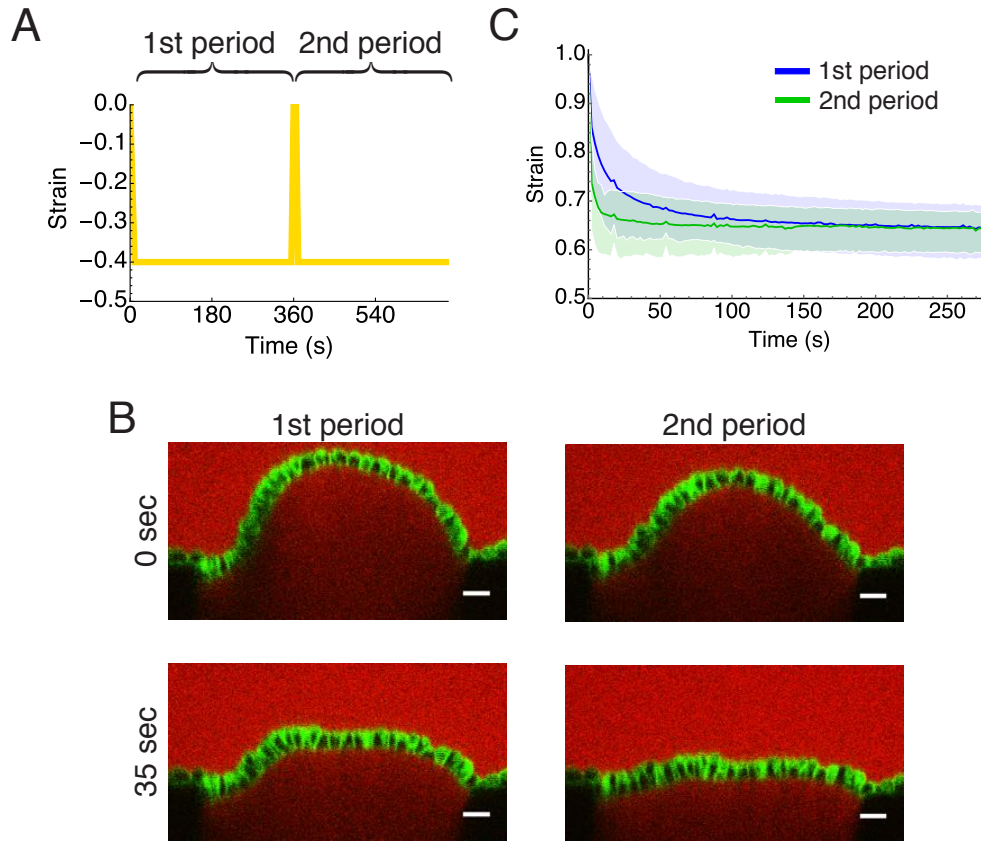 A
1st period 2nd period
0.0
−0.1
−0.2
−0.3
−0.4
−0.5
Strain
0 180 360 540
Time (s)
C
1.0
0.9
0.8
0.7
0.6
0.5
Strain
1st period
2nd period
0 50 100 150 200 250
Time (s)
B
1st period 2nd period
0 sec
35 sec